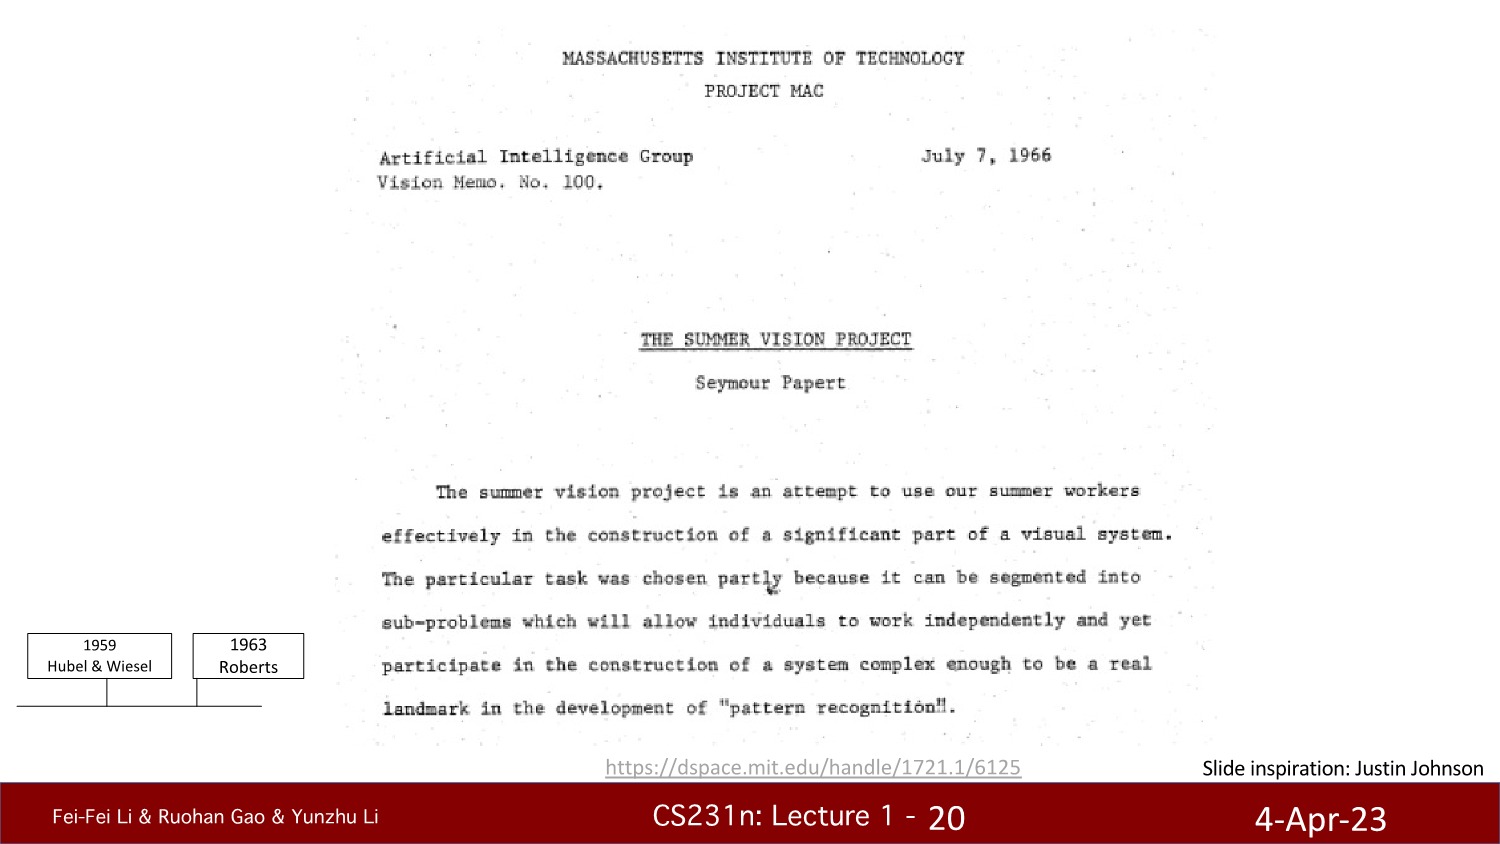 MASSACHUSETTS INSTITUTE OF TECHNOLOGY
PROJECT MAC
Artificial Intelligence Group July 7, 1966
Vision Memo. No. 100.
THE SUMMER VISION PROJECT
Seymour Papert
The summer vision project is an attempt to use our summer workers
effectively in the construction of a significant part of a visual system.
The particular task was chosen partly because it can be segmented into
sub-problems which will allow individuals to work independently and yet
participate in the construction of a system complex enough to be a real
landmark in the development of "pattern recognition".
1959
Hubel & Wiesel
1963
Roberts
https://dspace.mit.edu/handle/1721.1/6125
Slide inspiration: Justin Johnson
Fei-Fei Li & Ruohan Gao & Yunzhu Li
CS231n: Lecture 1 - 20
4-Apr-23